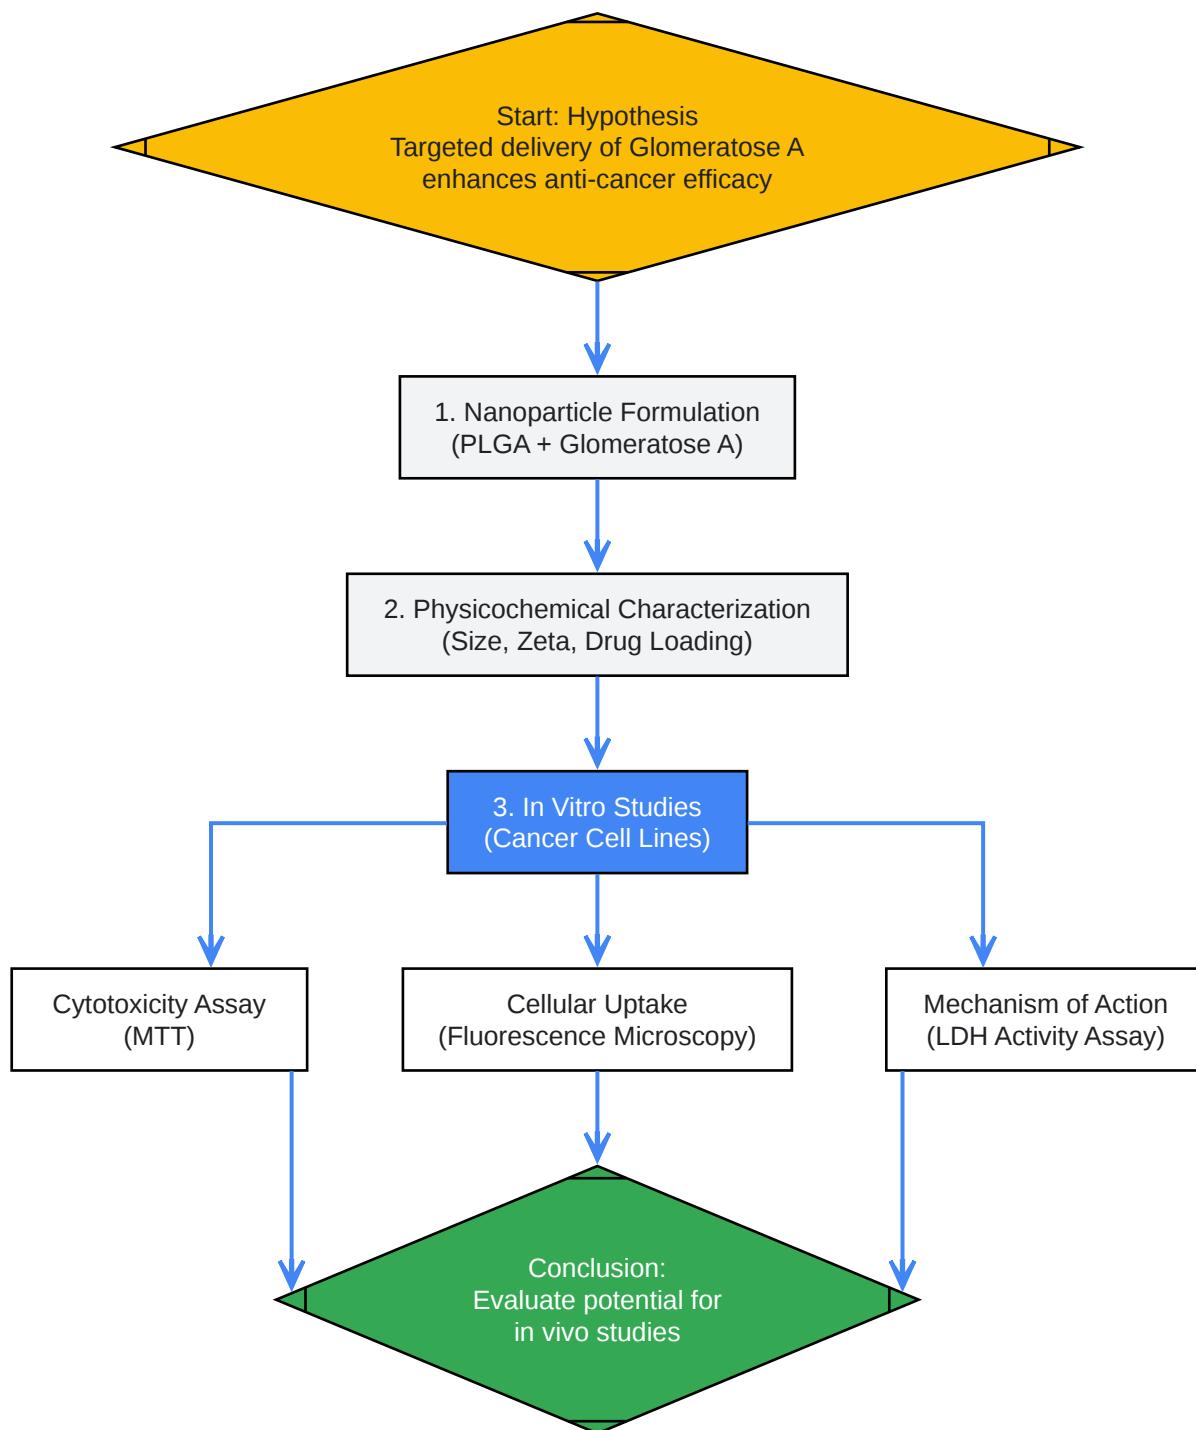 Start: Hypothesis
Targeted delivery of Glomeratose A
enhances anti-cancer efficacy
1. Nanoparticle Formulation
(PLGA + Glomeratose A)
2. Physicochemical Characterization
(Size, Zeta, Drug Loading)
3. In Vitro Studies
(Cancer Cell Lines)
Cytotoxicity Assay
(MTT)
Cellular Uptake
(Fluorescence Microscopy)
Mechanism of Action
(LDH Activity Assay)
Conclusion:
Evaluate potential for
in vivo studies